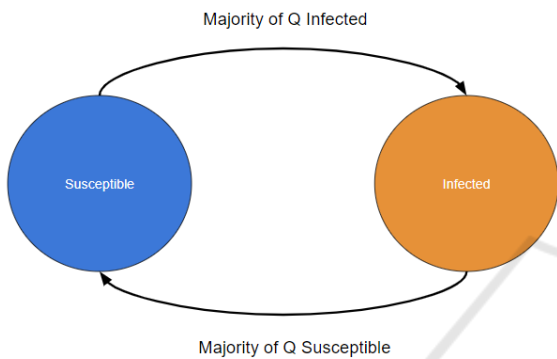 Majority of Q Infected
Susceptible
Infected
Majority of Q Susceptible